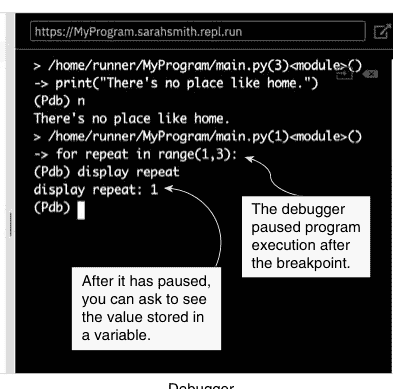 https://MyProgram.sarahsmith.repl.run
> /home/runner/MyProgram/main.py(3)<module>()
-> print("There's no place like home.")
(Pdb) n
There's no place like home.
> /home/runner/MyProgram/main.py(1)<module>()
-> for repeat in range(1,3):
(Pdb) display repeat
display repeat: 1
(Pdb)
The debugger
paused program
execution after
the breakpoint.
After it has paused,
you can ask to see
the value stored in
a variable.
Debugger